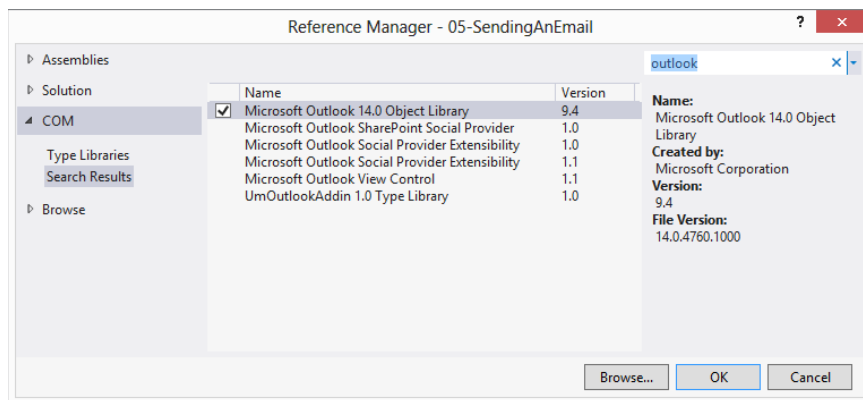 Reference Manager - 05-SendingAnEmail
? ×
Assemblies
Solution
COM
Type Libraries
Search Results
Browse
Name Version
Microsoft Outlook 14.0 Object Library 9.4
Microsoft Outlook SharePoint Social Provider 1.0
Microsoft Outlook Social Provider Extensibility 1.0
Microsoft Outlook Social Provider Extensibility 1.1
Microsoft Outlook View Control 1.1
UmOutlookAddin 1.0 Type Library 1.0
outlook
Name:
Microsoft Outlook 14.0 Object
Library
Created by:
Microsoft Corporation
Version:
9.4
File Version:
14.0.4760.1000
Browse... OK Cancel